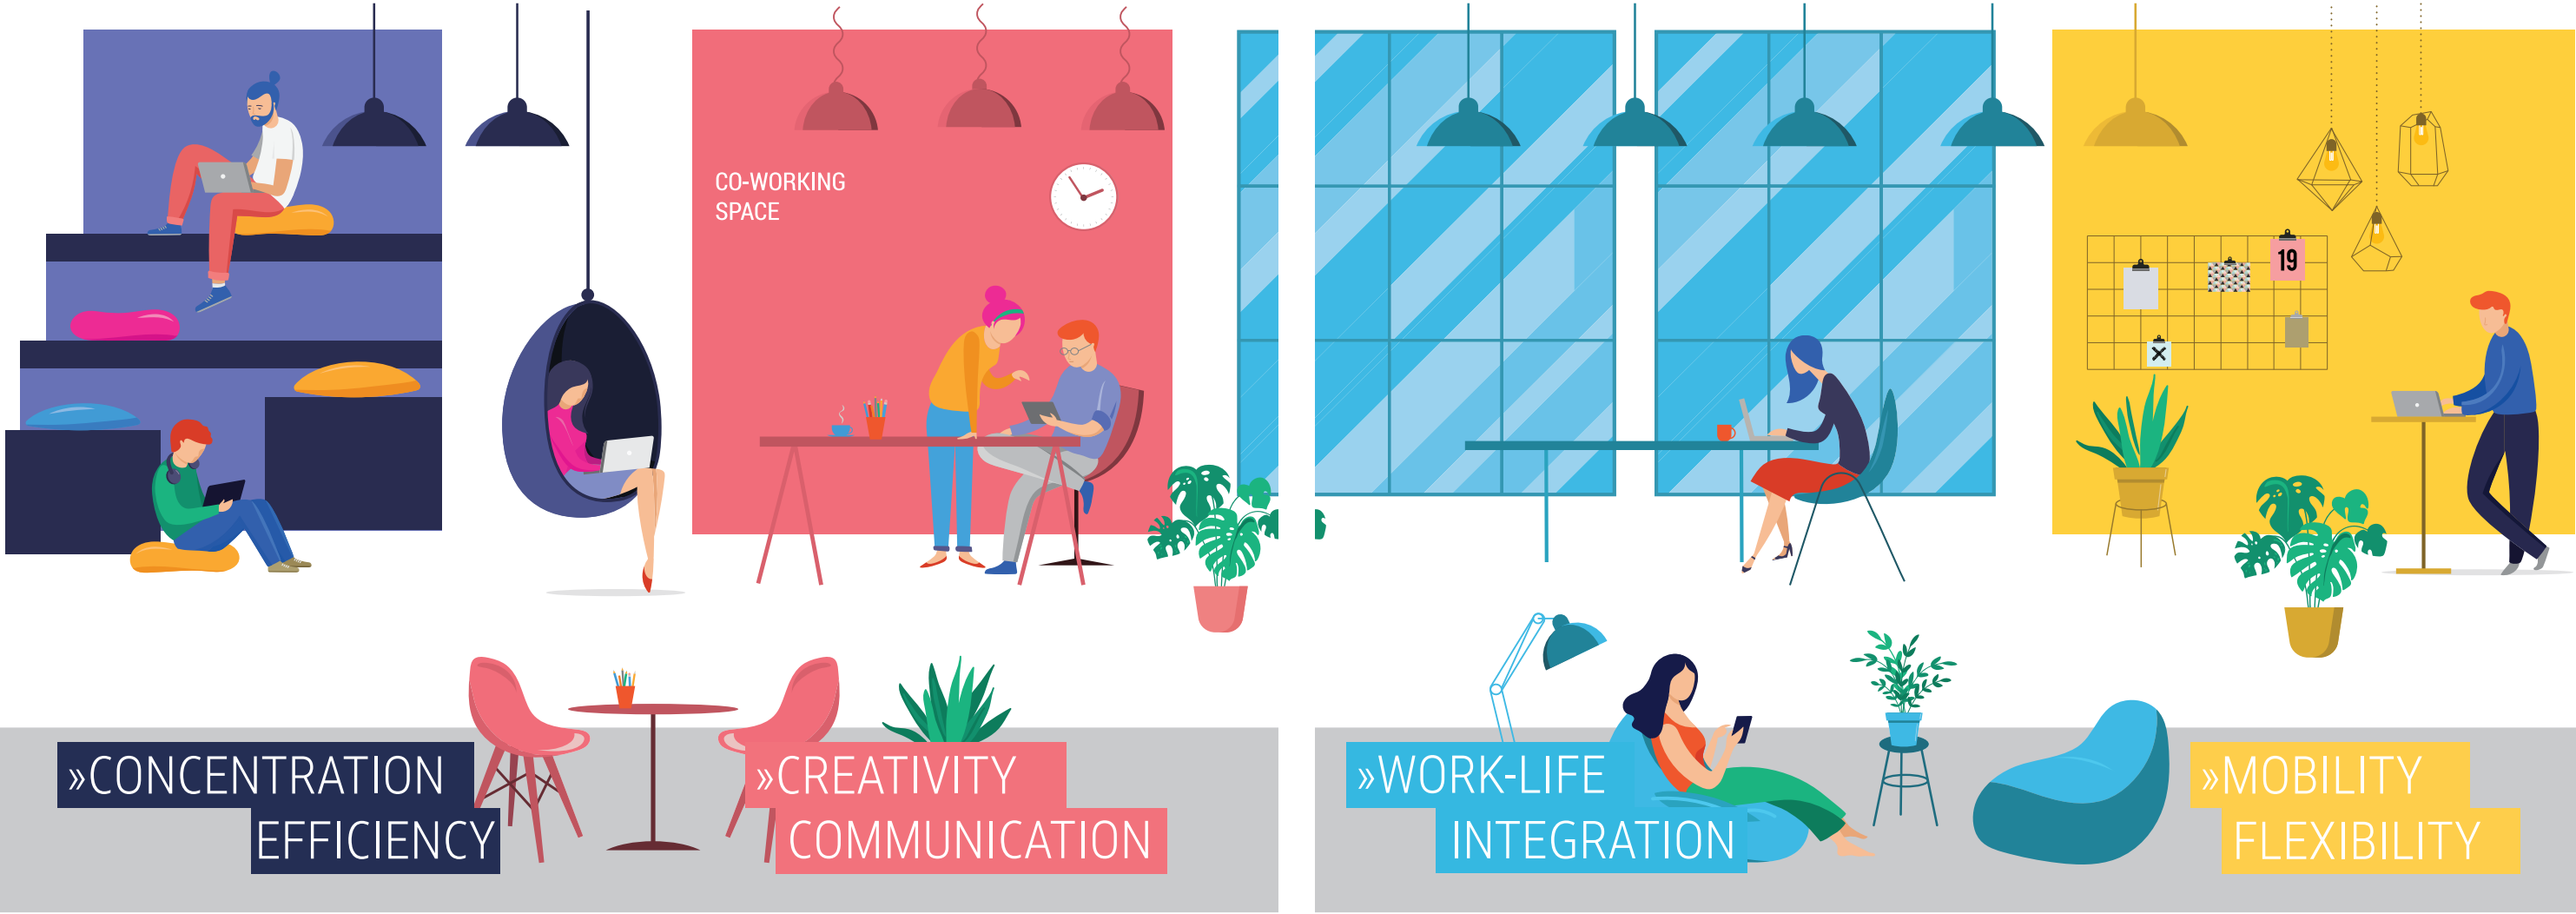 CO-WORKING
SPACE
19
»CONCENTRATION
EFFICIENCY
»CREATIVITY
COMMUNICATION
»WORK-LIFE
INTEGRATION
»MOBILITY
FLEXIBILITY